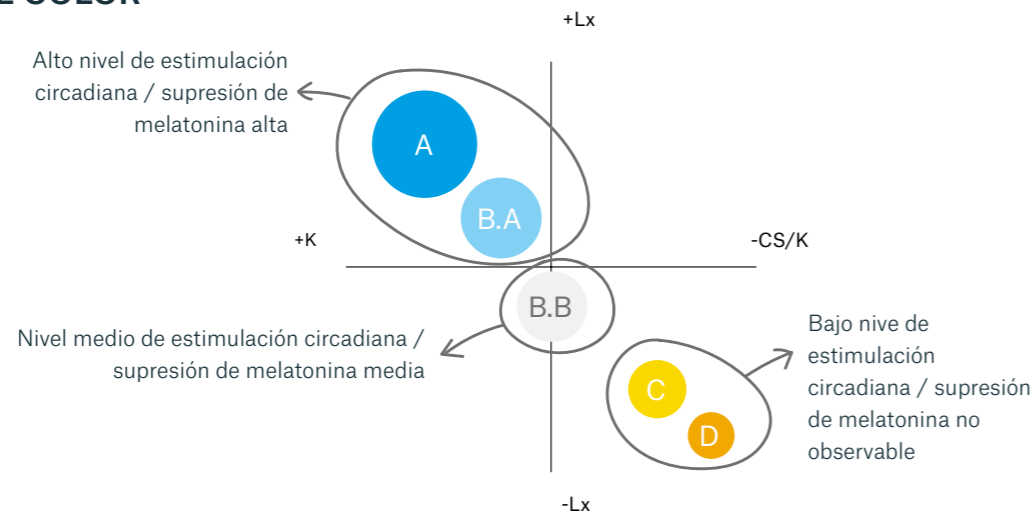 E COLOR
+Lx
Alto nivel de estimulación
circadiana / supresión de
melatonina alta
A
B.A
+K
-CS/K
B.B
Nivel medio de estimulación circadiana /
supresión de melatonina media
Bajo nive de
estimulación
circadiana / supresión
de melatonina no
observable
C
D
-Lx